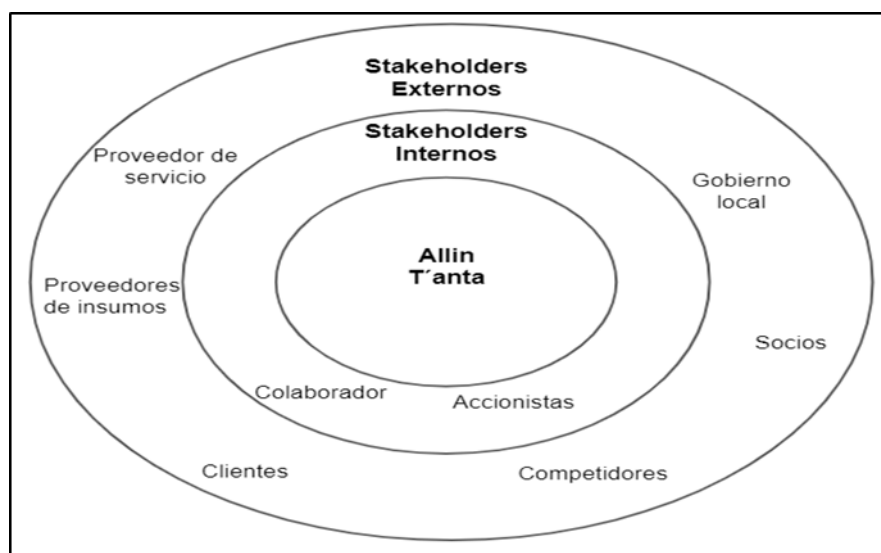 Stakeholders
Externos
Stakeholders
Internos
Proveedor de
servicio
Gobierno
local
Allin
T´anta
Proveedores
de insumos
Socios
Colaborador
Accionistas
Clientes
Competidores